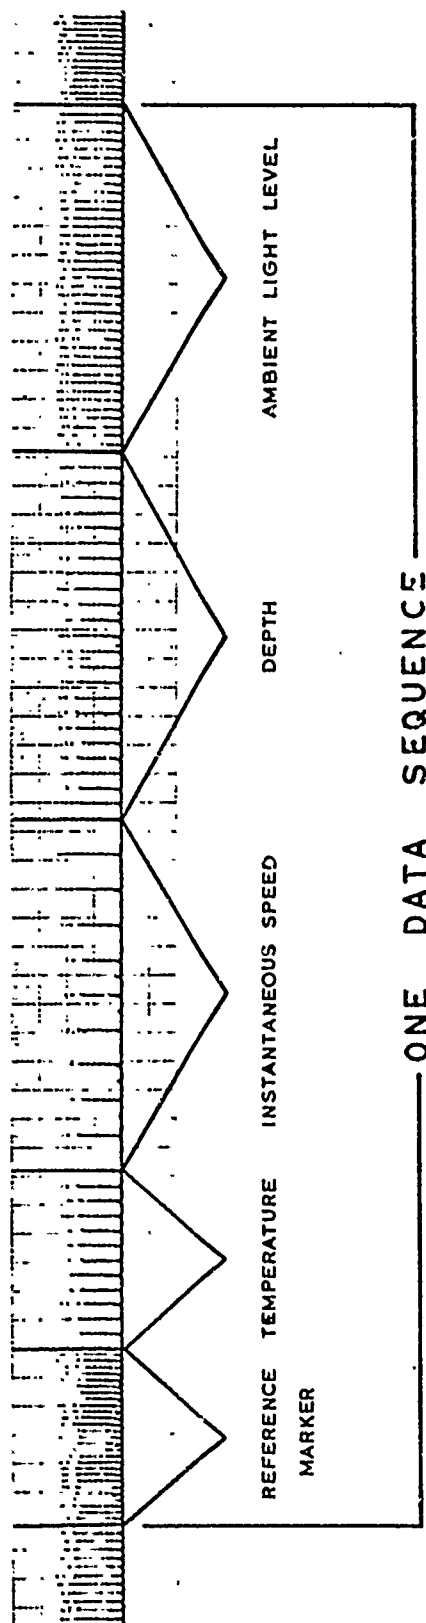 REFERENCE MARKER
TEMPERATURE
INSTANTANEOUS SPEED
DEPTH
AMBIENT LIGHT LEVEL
ONE DATA SEQUENCE